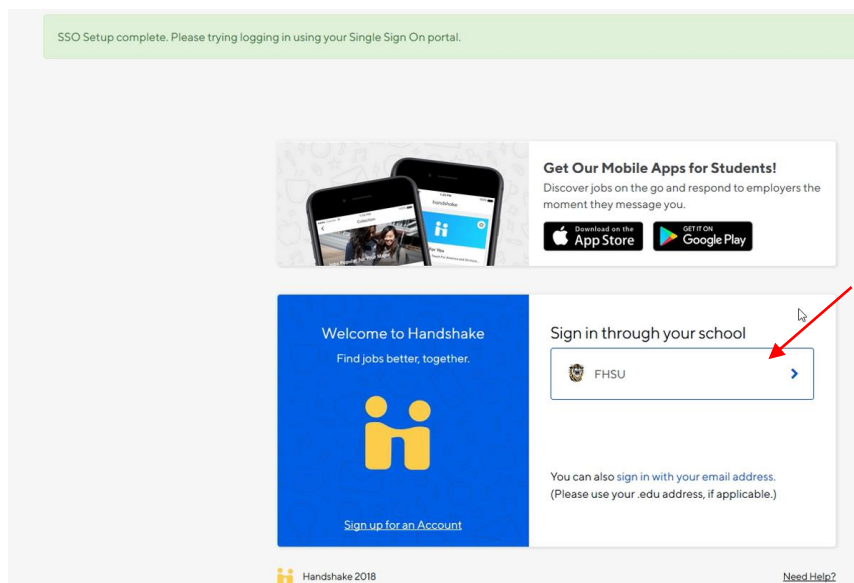 SSO Setup complete. Please trying logging in using your Single Sign On portal.
Get Our Mobile Apps for Students!
Discover jobs on the go and respond to employers the
moment they message you.
Download on the
App Store
GET IT ON
Google Play
handshake
Welcome to Handshake
Find jobs better, together.
Sign up for an Account
Sign in through your school
FHSU
You can also sign in with your email address.
(Please use your .edu address, if applicable.)
Handshake 2018
Need Help?